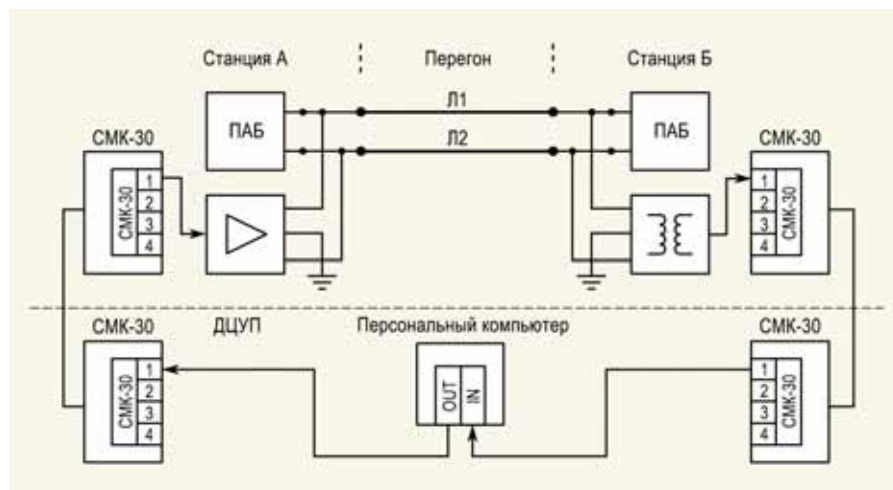 Станция А
Перегон
Станция Б
Л1
СМК-30
ПАБ
Л2
ПАБ
СМК-30
СМК-30
1
2
3
4
1
2
3
4
СМК-30
СМК-30
ДЦУП
Персональный компьютер
СМК-30
СМК-30
1
2
3
4
OUT
IN
1
2
3
4
СМК-30